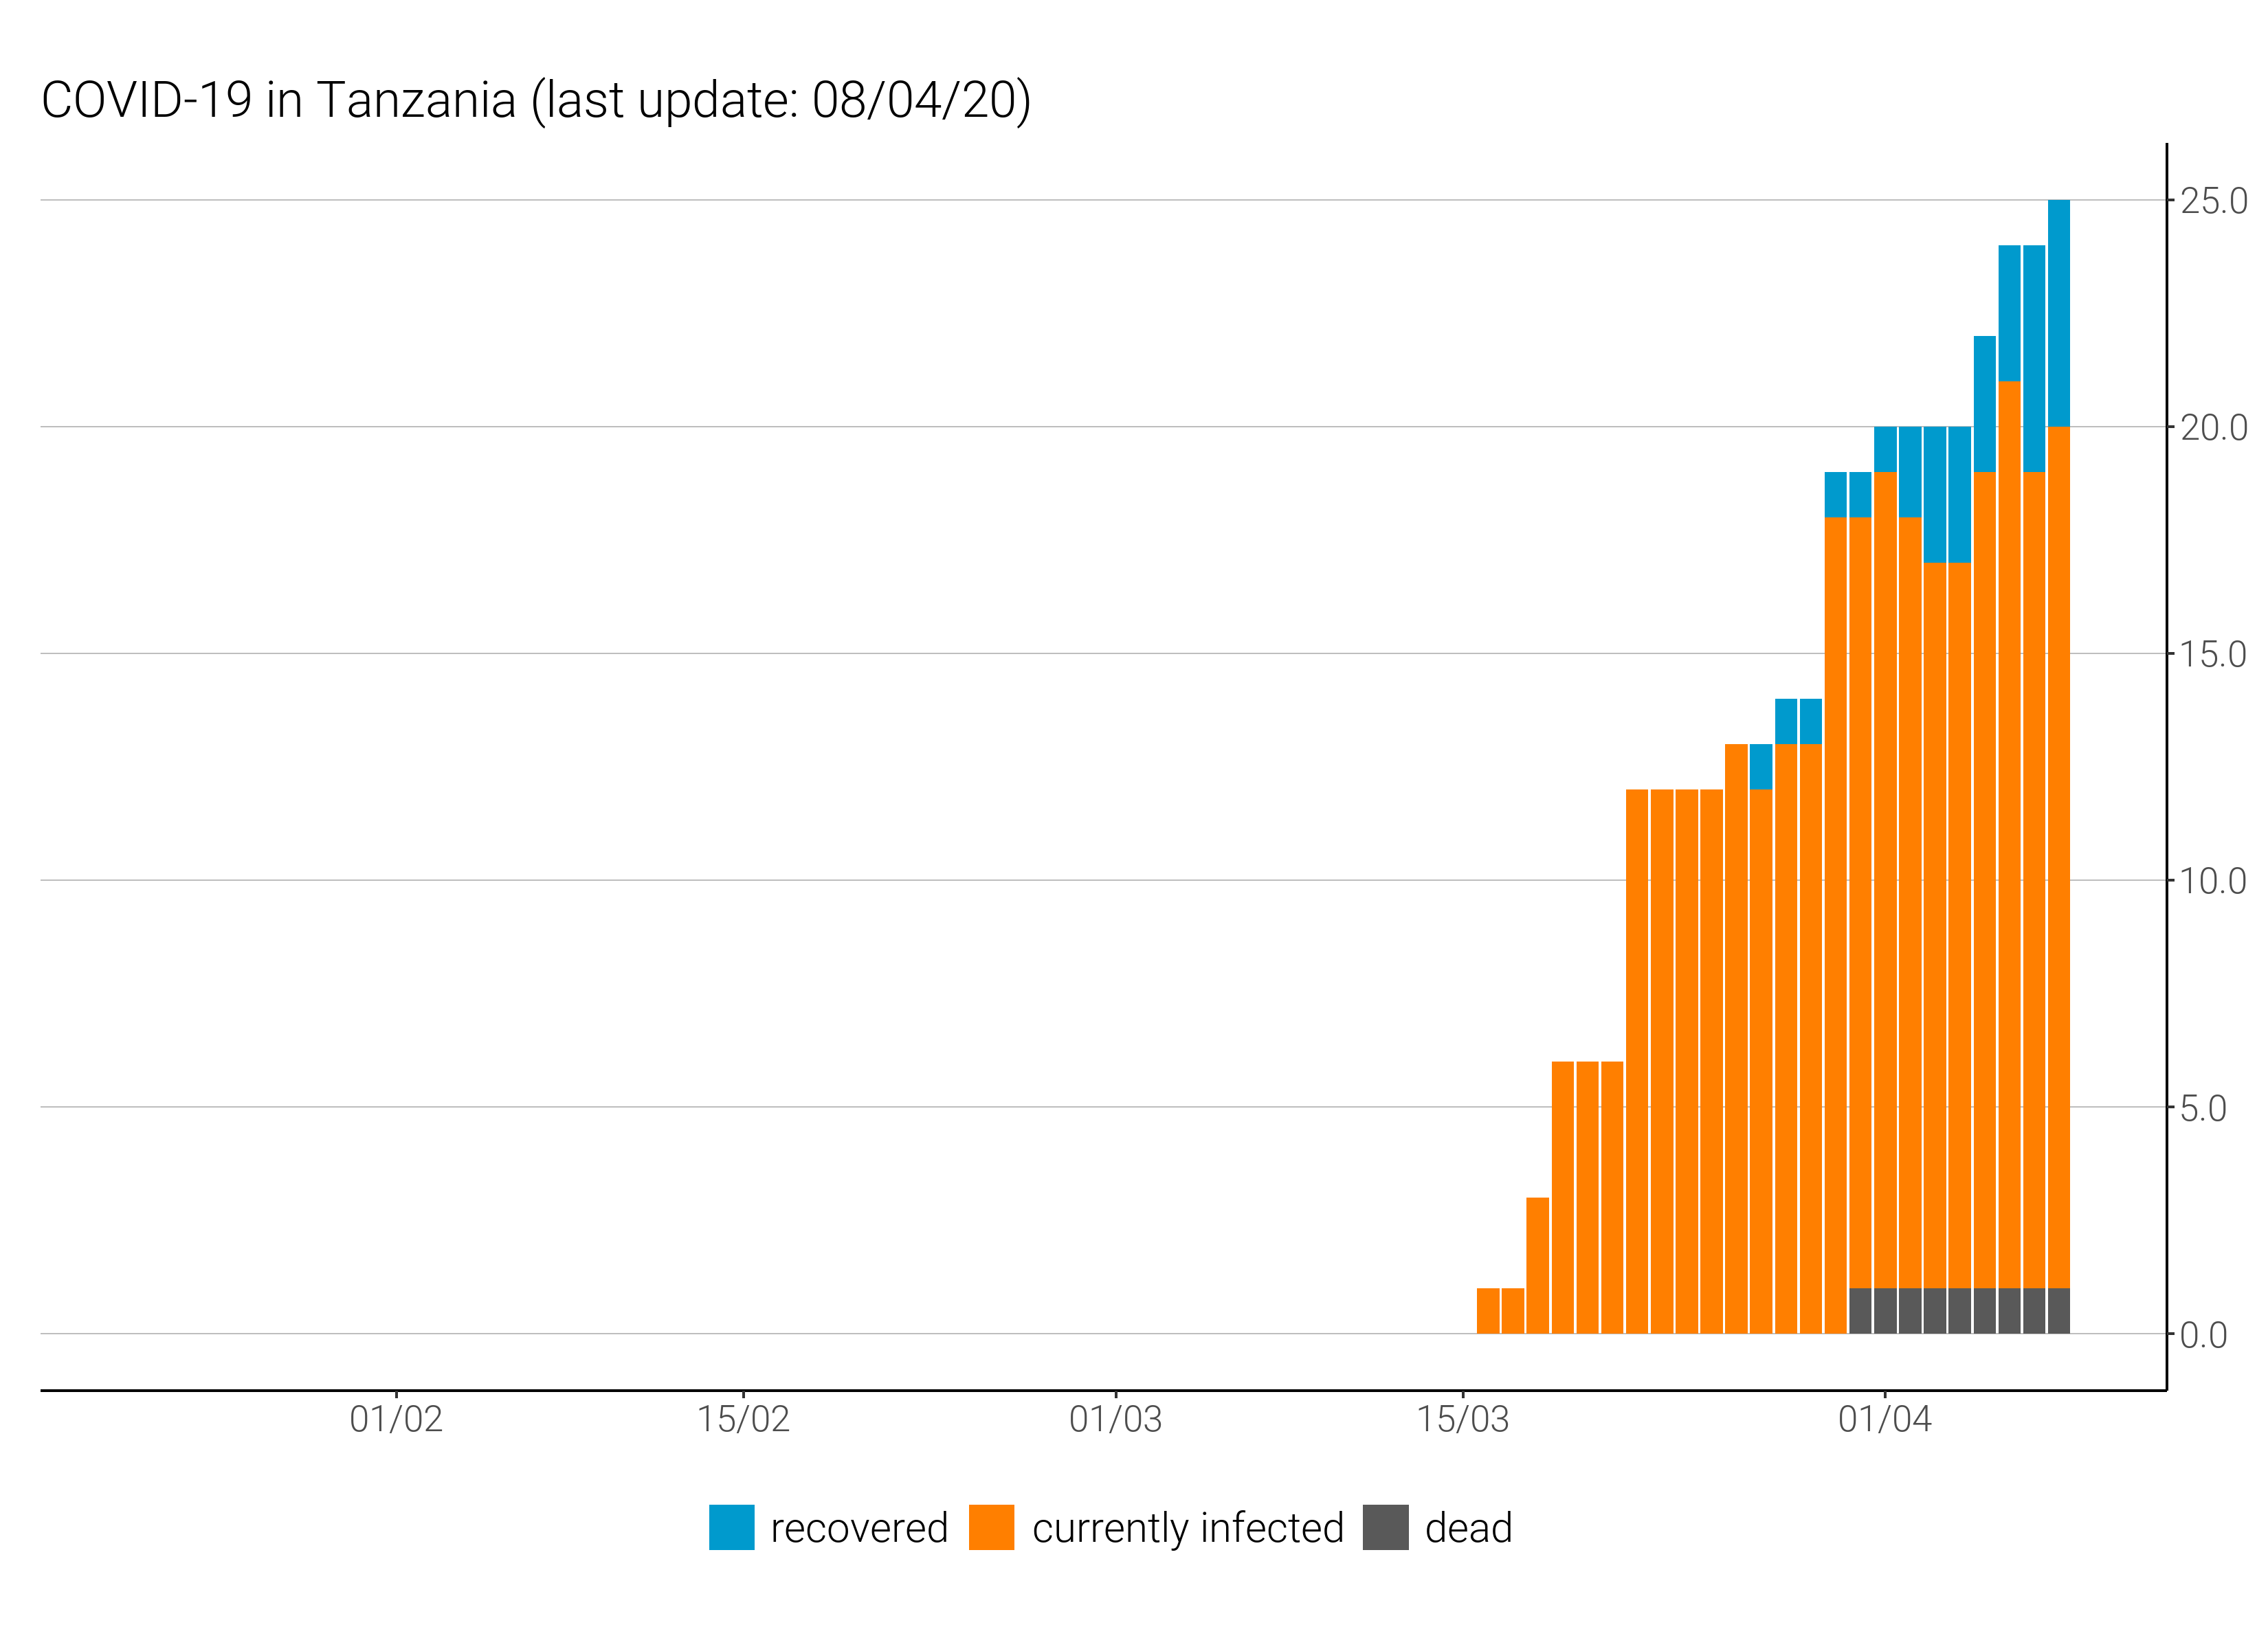 COVID-19 in Tanzania (last update: 08/04/20)
25.0
20.0
15.0
10.0
5.0
0.0
01/02 15/02 01/03 15/03 01/04
recovered currently infected dead